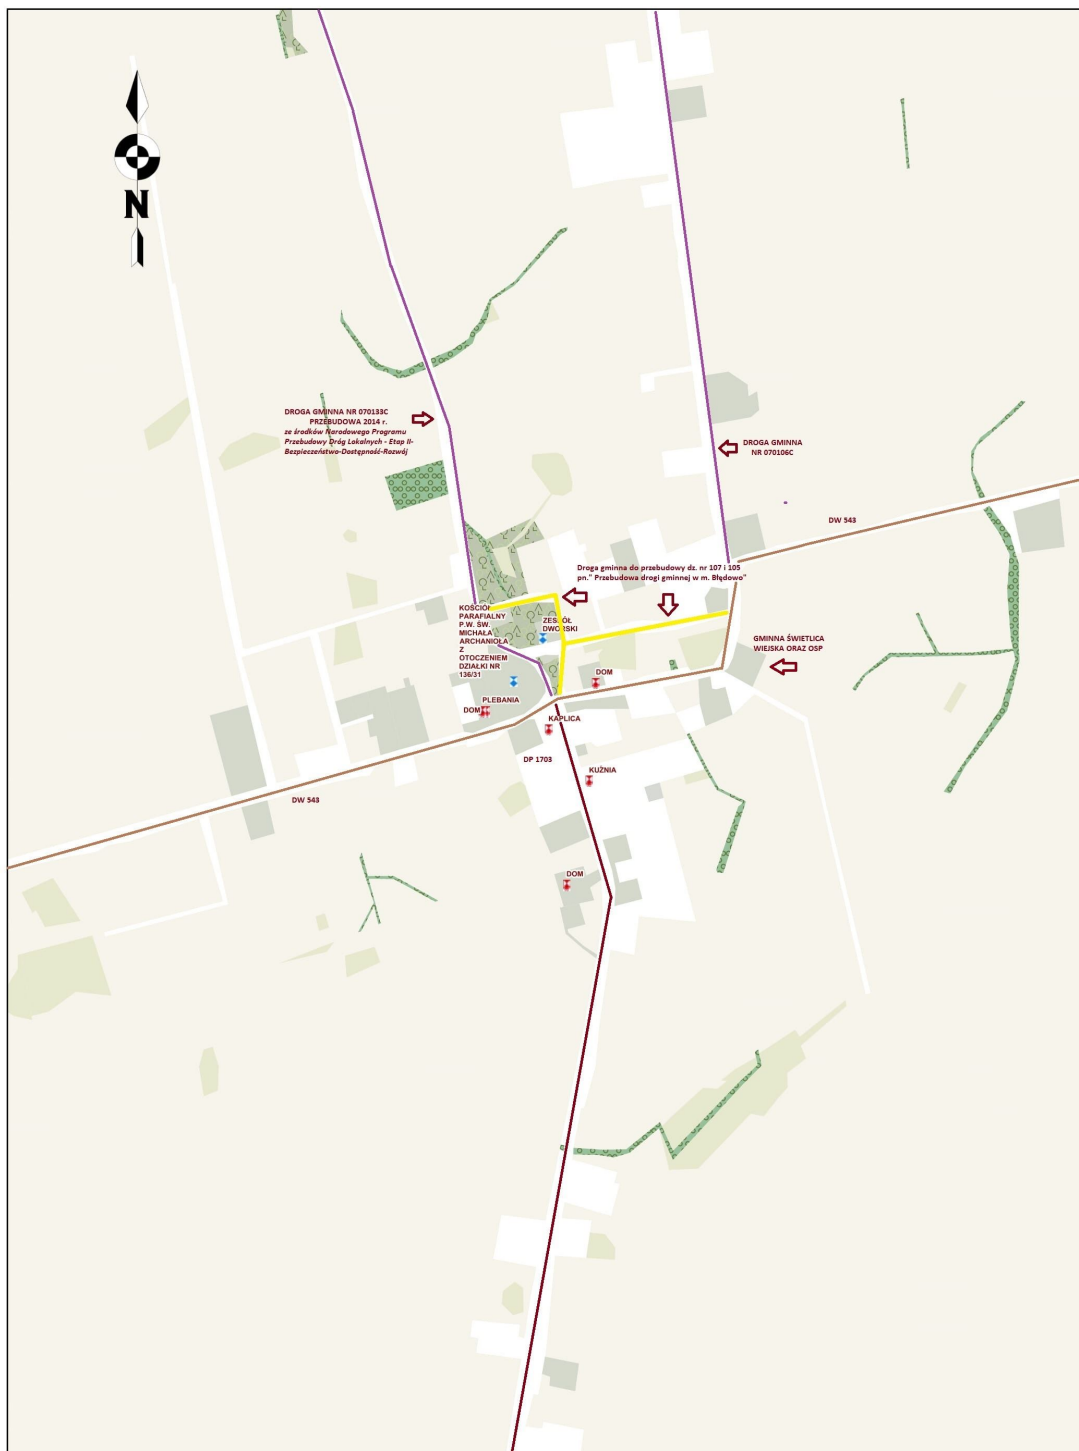 N
DROGA GMINNA NR 070133C
PRZEBUDOWA 2014 r.
ze środków Narodowego Programu
Przebudowy Dróg Lokalnych - Etap II-
Bezpieczeństwo-Dostępność-Rozwój
DROGA GMINNA
NR 070106C
DW 543
Droga gminna do przebudowy dz. nr 107 i 105
pn." Przebudowa drogi gminnej w m. Błędowo"
KOŚCIÓŁ
PARAFIALNY
P.W. ŚW.
MICHAŁA
ARCHANIOŁA
Z
OTOCZENIEM
DZIAŁKI NR
136/31
ZESPÓŁ
DWORSKI
GMINNA ŚWIETLICA
WIEJSKA ORAZ OSP
DOM
PLEBANIA
DOM
KAPLICA
DP 1703
KUŹNIA
DW 543
DOM